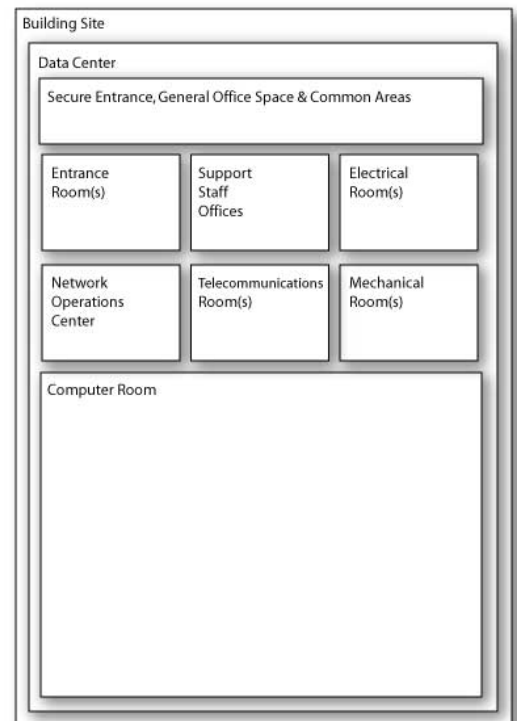 Building Site
Data Center
Secure Entrance, General Office Space & Common Areas
Entrance
Room(s)
Support
Staff
Offices
Electrical
Room(s)
Network
Operations
Center
Telecommunications
Room(s)
Mechanical
Room(s)
Computer Room